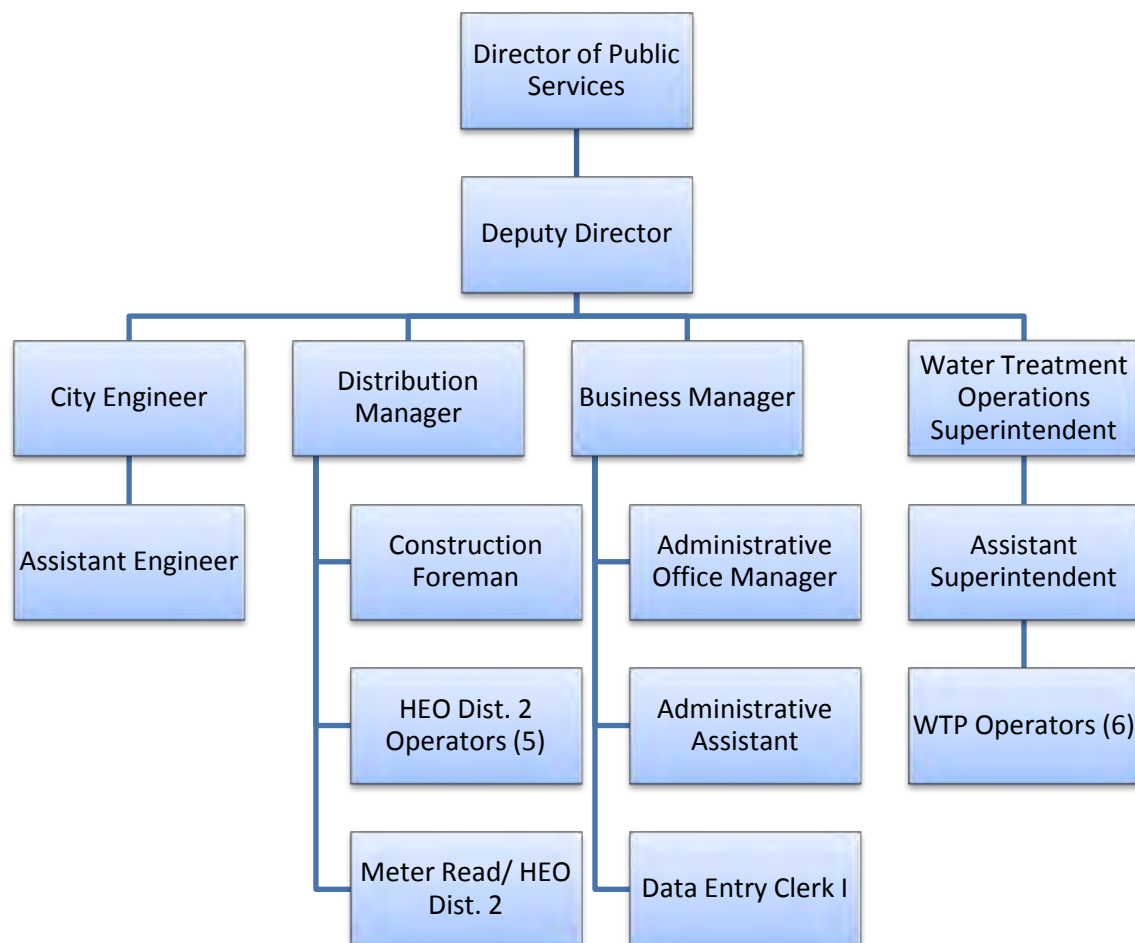 Director of Public
Services
Deputy Director
City Engineer
Distribution
Manager
Business Manager
Water Treatment
Operations
Superintendent
Assistant Engineer
Construction
Foreman
Administrative
Office Manager
Assistant
Superintendent
HEO Dist. 2
Operators (5)
Administrative
Assistant
WTP Operators (6)
Meter Read/ HEO
Dist. 2
Data Entry Clerk I